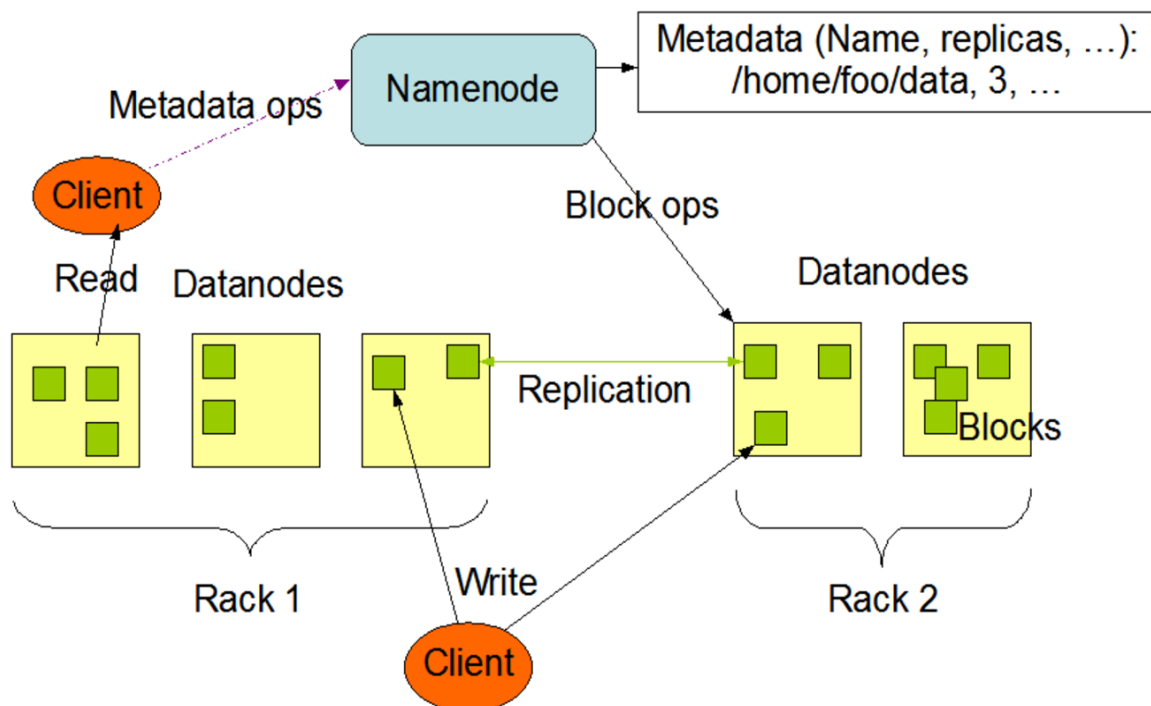 Metadata (Name, replicas, …):
/home/foo/data, 3, …
Namenode
Metadata ops
Client
Block ops
Read
Datanodes
Datanodes
Replication
Blocks
Rack 1
Write
Rack 2
Client